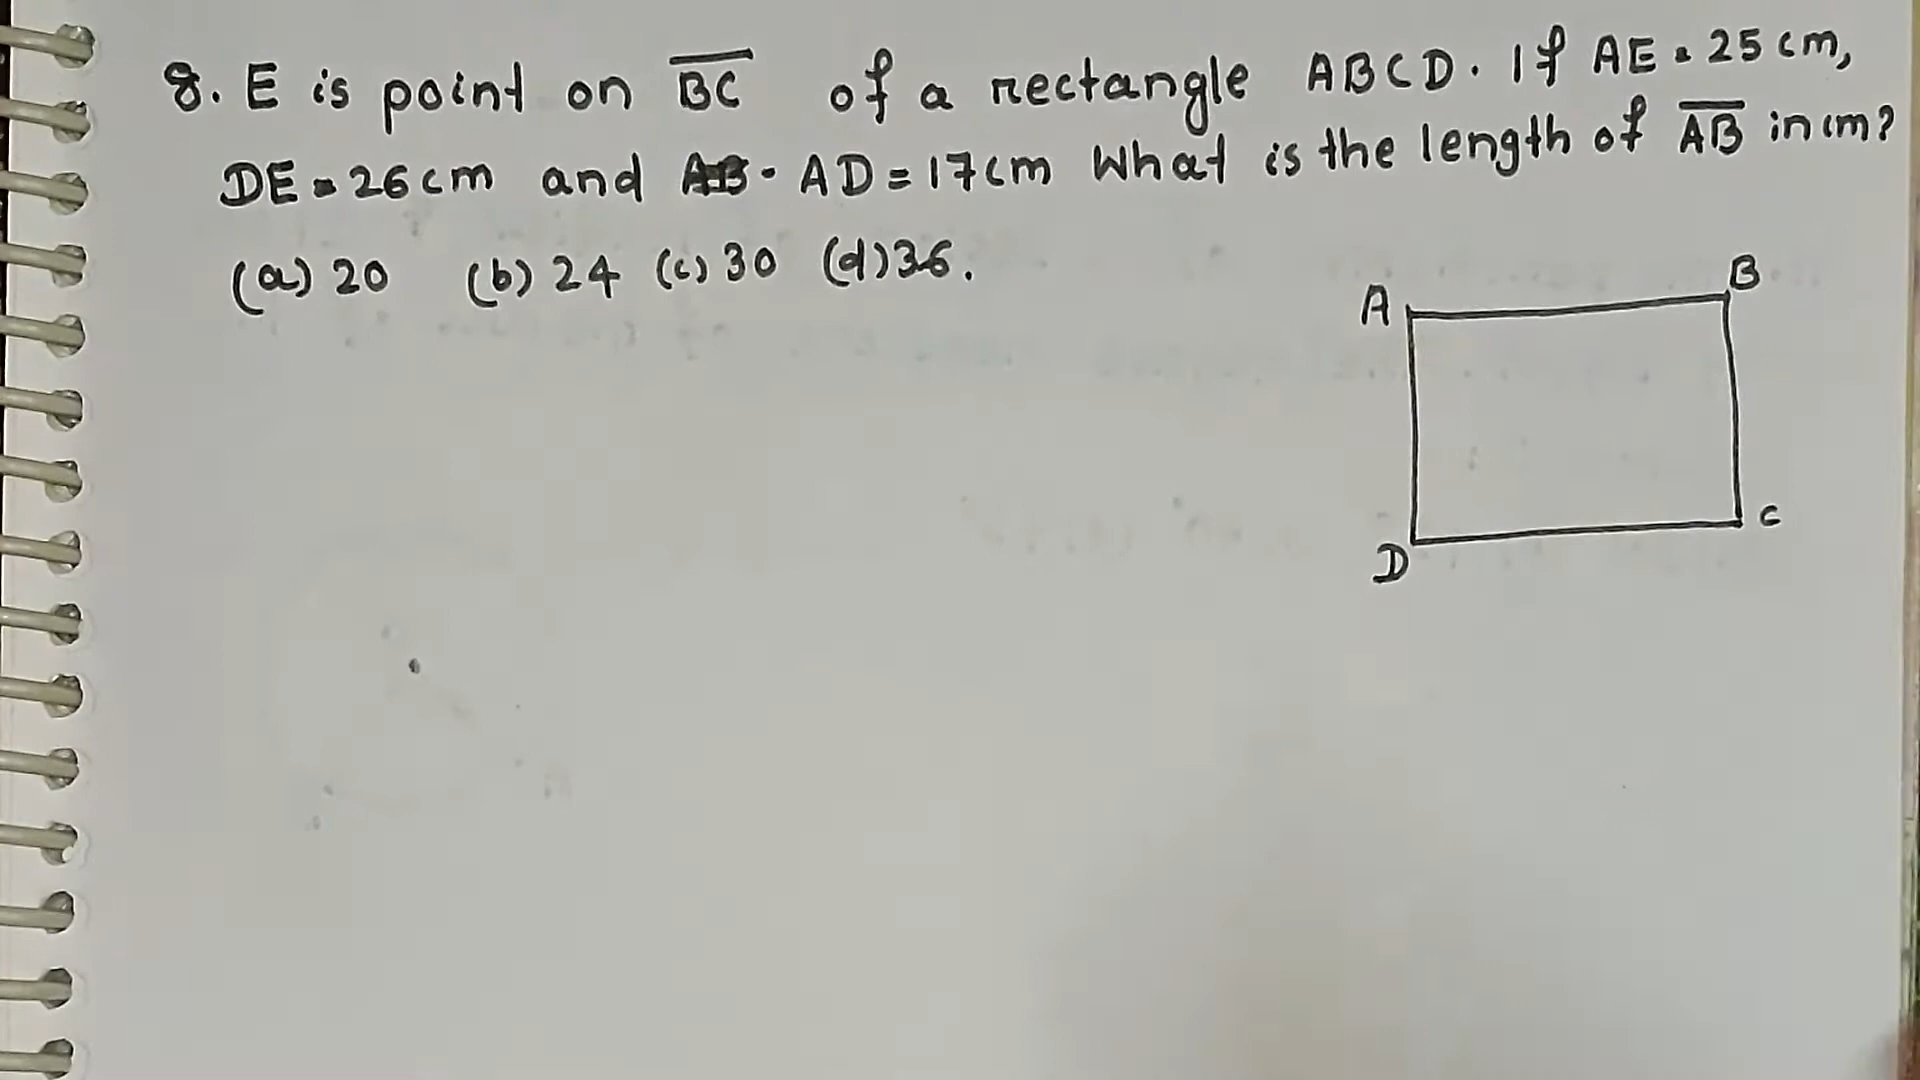 8. E is point on BC of a rectangle ABCD. If AE = 25 cm,
DE = 26 cm and AB - AD = 17 cm What is the length of AB in cm?
(a) 20 (b) 24 (c) 30 (d) 36.
A
B
D
C